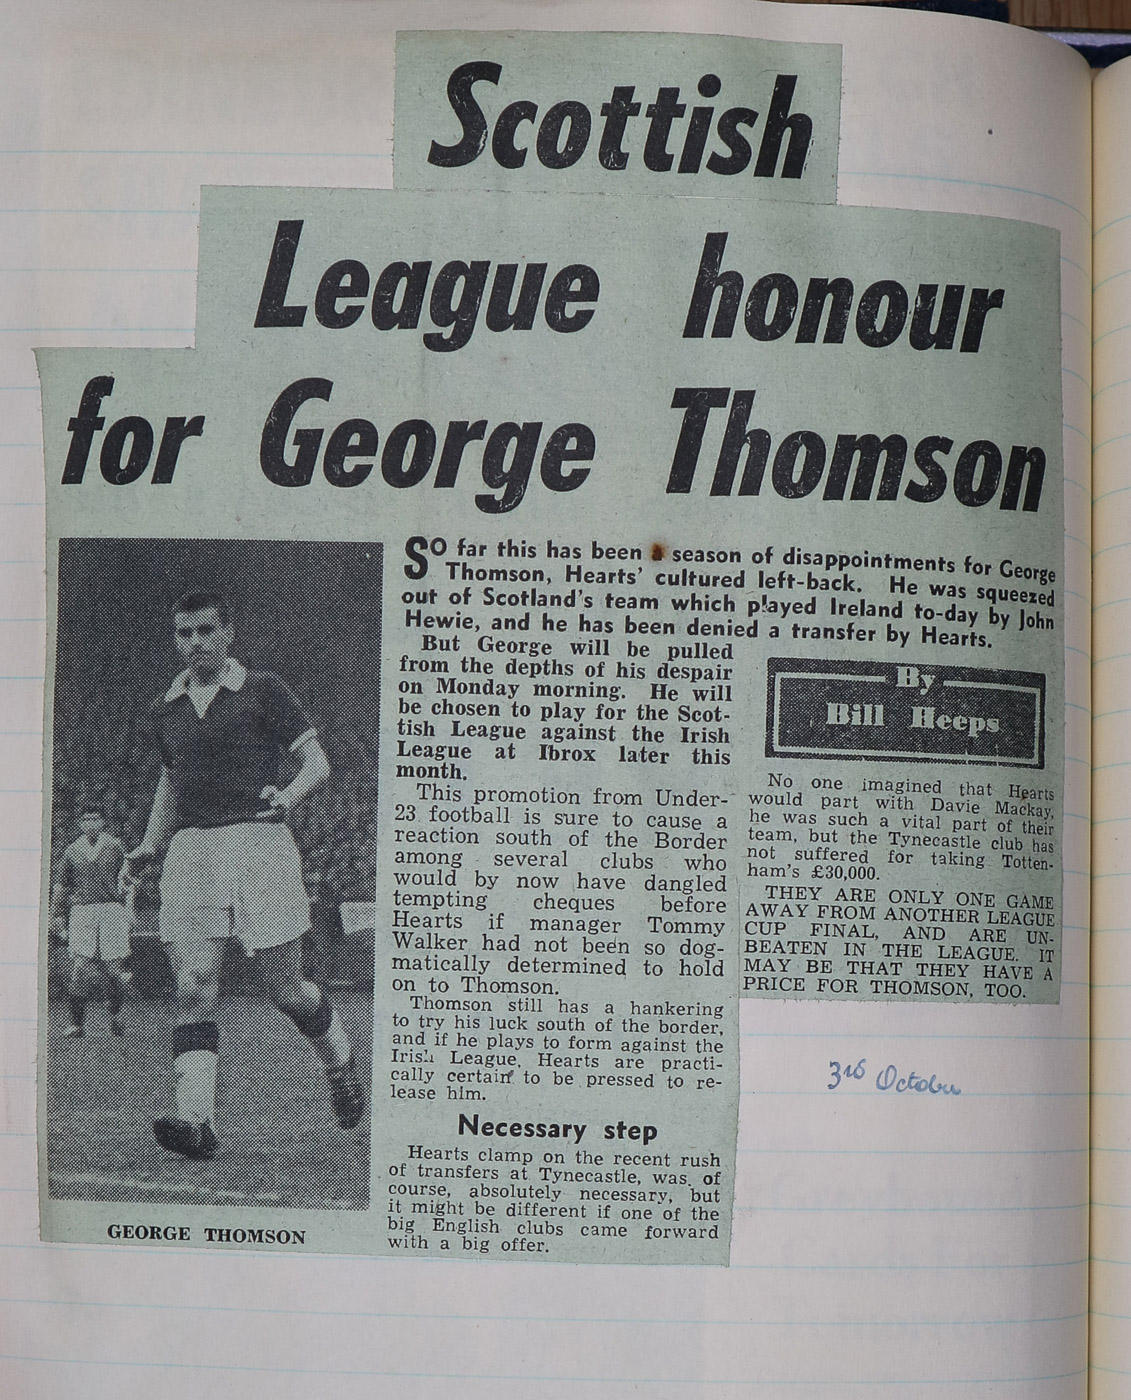 Scottish
League honour
for George Thomson
SO far this has been a season of disappointments for George
Thomson, Hearts' cultured left-back. He was squeezed
out of Scotland's team which played Ireland to-day by John
Hewie, and he has been denied a transfer by Hearts.
But George will be pulled
from the depths of his despair
on Monday morning. He will
be chosen to play for the Scot-
tish League against the Irish
League at Ibrox later this
month.
This promotion from Under-
23 football is sure to cause a
reaction south of the Border
among several clubs who
would by now have dangled
tempting cheques before
Hearts if manager Tommy
Walker had not been so dog-
matically determined to hold
on to Thomson.
Thomson still has a hankering
to try his luck south of the border,
and if he plays to form against the
Irish League, Hearts are practi-
cally certain to be pressed to re-
lease him.
Necessary step
Hearts clamp on the recent rush
of transfers at Tynecastle, was, of
course, absolutely necessary, but
it might be different if one of the
big English clubs came forward
with a big offer.
By
Bill Heeps
No one imagined that Hearts
would part with Davie Mackay,
he was such a vital part of their
team, but the Tynecastle club has
not suffered for taking Totten-
ham's £30,000.
THEY ARE ONLY ONE GAME
AWAY FROM ANOTHER LEAGUE
CUP FINAL, AND ARE UN-
BEATEN IN THE LEAGUE. IT
MAY BE THAT THEY HAVE A
PRICE FOR THOMSON, TOO.
GEORGE THOMSON
3rd October